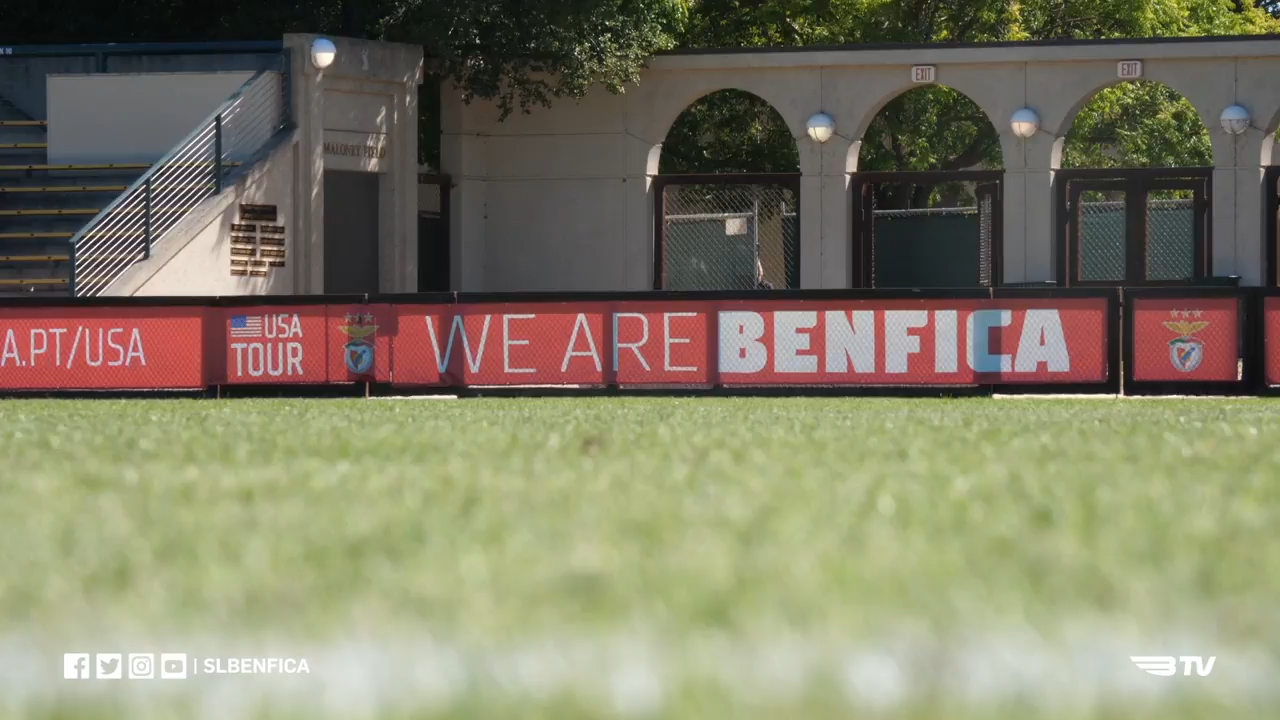 EXIT
EXIT
MALONEY FIELD
A.PT/USA
USA
TOUR
WE ARE BENFICA
SLBENFICA
B TV